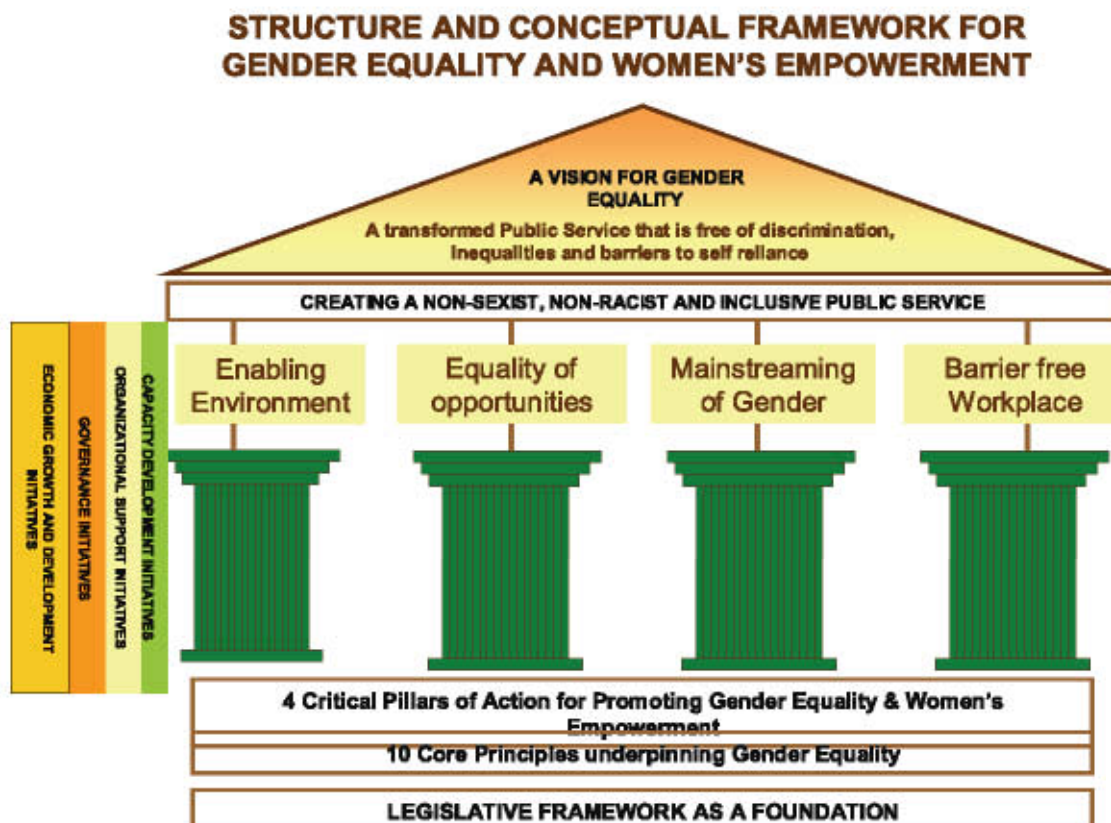 STRUCTURE AND CONCEPTUAL FRAMEWORK FOR
GENDER EQUALITY AND WOMEN'S EMPOWERMENT
A VISION FOR GENDER
EQUALITY
A transformed Public Service that is free of discrimination,
Inequalities and barriers to self reliance
CREATING A NON-SEXIST, NON-RACIST AND INCLUSIVE PUBLIC SERVICE
ECONOMIC GROWTH AND DEVELOPMENT
INITIATIVES
GOVERNANCE INITIATIVES
ORGANIZATIONAL SUPPORT INITIATIVES
CAPACITY DEVELOPMENT INITIATIVES
Enabling
Environment
Equality of
opportunities
Mainstreaming
of Gender
Barrier free
Workplace
4 Critical Pillars of Action for Promoting Gender Equality & Women's
Empowerment
10 Core Principles underpinning Gender Equality
LEGISLATIVE FRAMEWORK AS A FOUNDATION